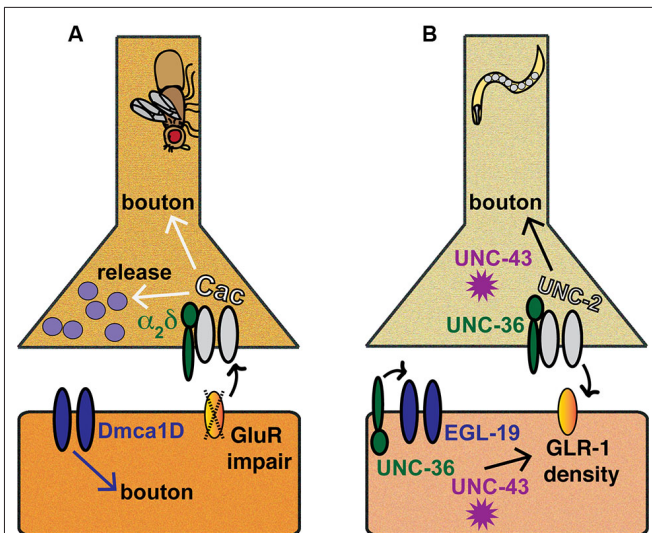 A
bouton
release
Cac
α₂δ
Dmca1D
GluR
impair
bouton
B
bouton
UNC-43
UNC-2
UNC-36
EGL-19
UNC-36
GLR-1
density
UNC-43